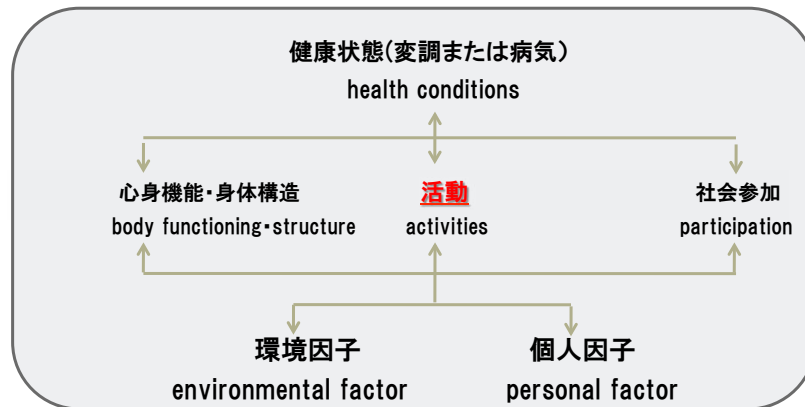 健康状態(変調または病気)
health conditions
心身機能・身体構造 活動 社会参加
body functioning・structure activities participation
環境因子 個人因子
environmental factor personal factor